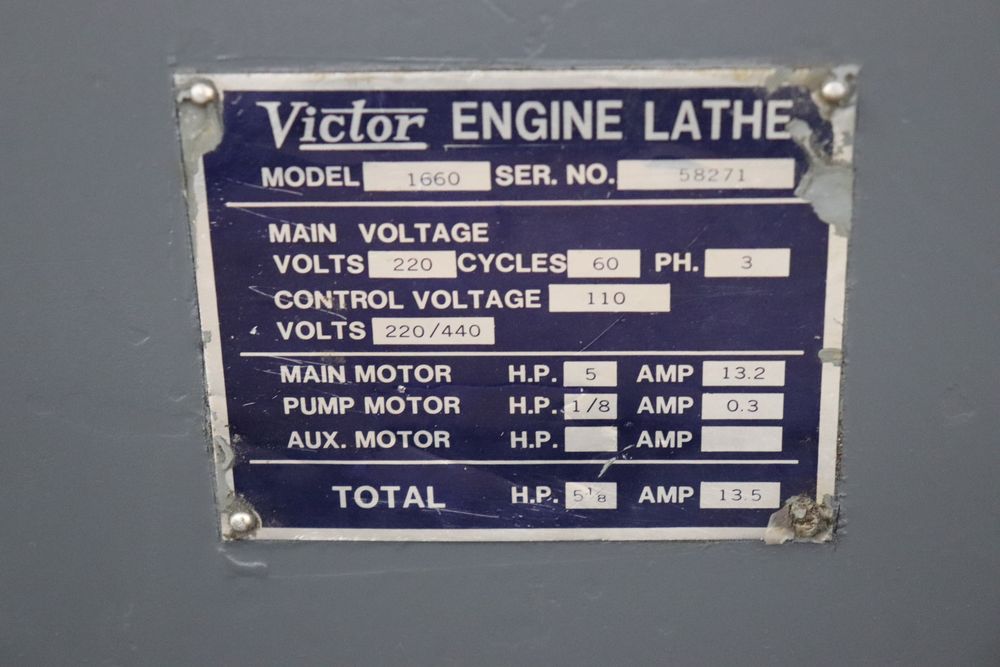 Victor ENGINE LATHE
MODEL 1660 SER. NO. 58271
MAIN VOLTAGE
VOLTS 220 CYCLES 60 PH. 3
CONTROL VOLTAGE 110
VOLTS 220/440
MAIN MOTOR H.P. 5 AMP 13.2
PUMP MOTOR H.P. 1/8 AMP 0.3
AUX. MOTOR H.P. AMP
TOTAL H.P. 5 1/8 AMP 13.5